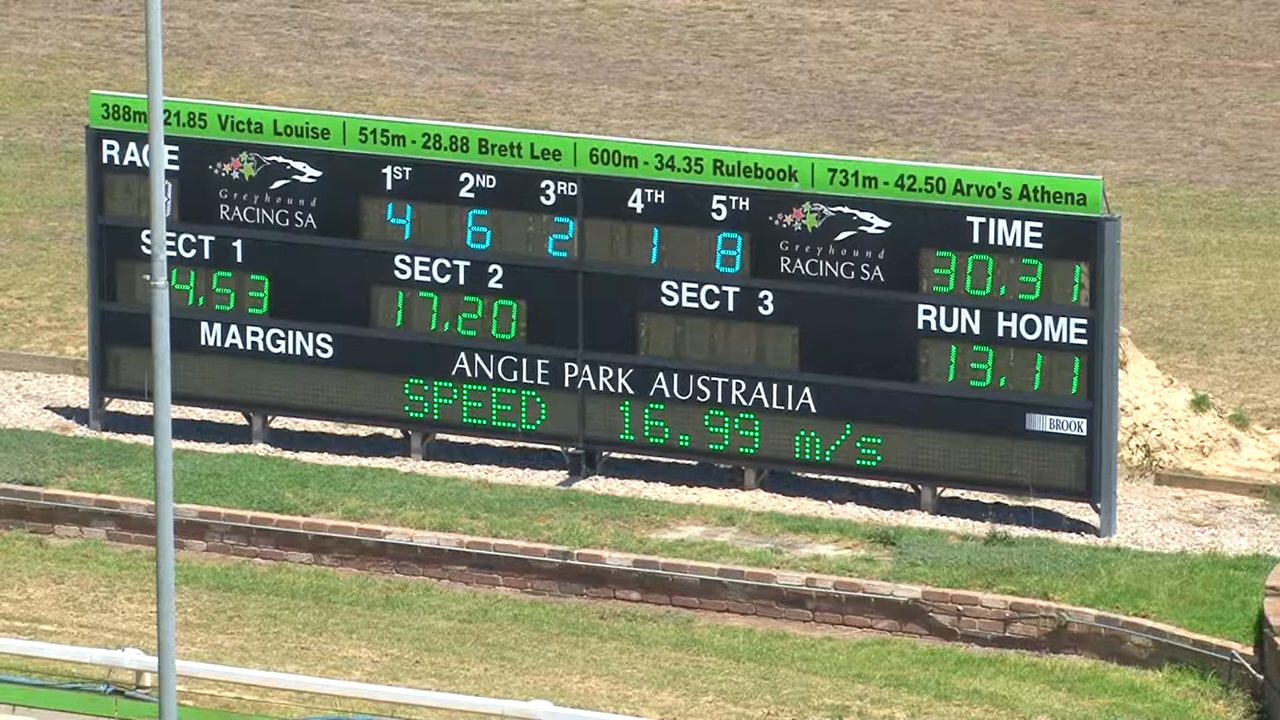 388m 21.85 Victa Louise | 515m - 28.88 Brett Lee | 600m - 34.35 Rulebook | 731m - 42.50 Arvo's Athena
RACE
Greyhound
RACING SA
1ST 2ND 3RD 4TH 5TH
4 6 2 1 8
Greyhound
RACING SA
TIME
30.31
SECT 1
4.53
SECT 2
17.20
SECT 3
RUN HOME
13.11
MARGINS
ANGLE PARK AUSTRALIA
SPEED 16.99 m/s
BROOK